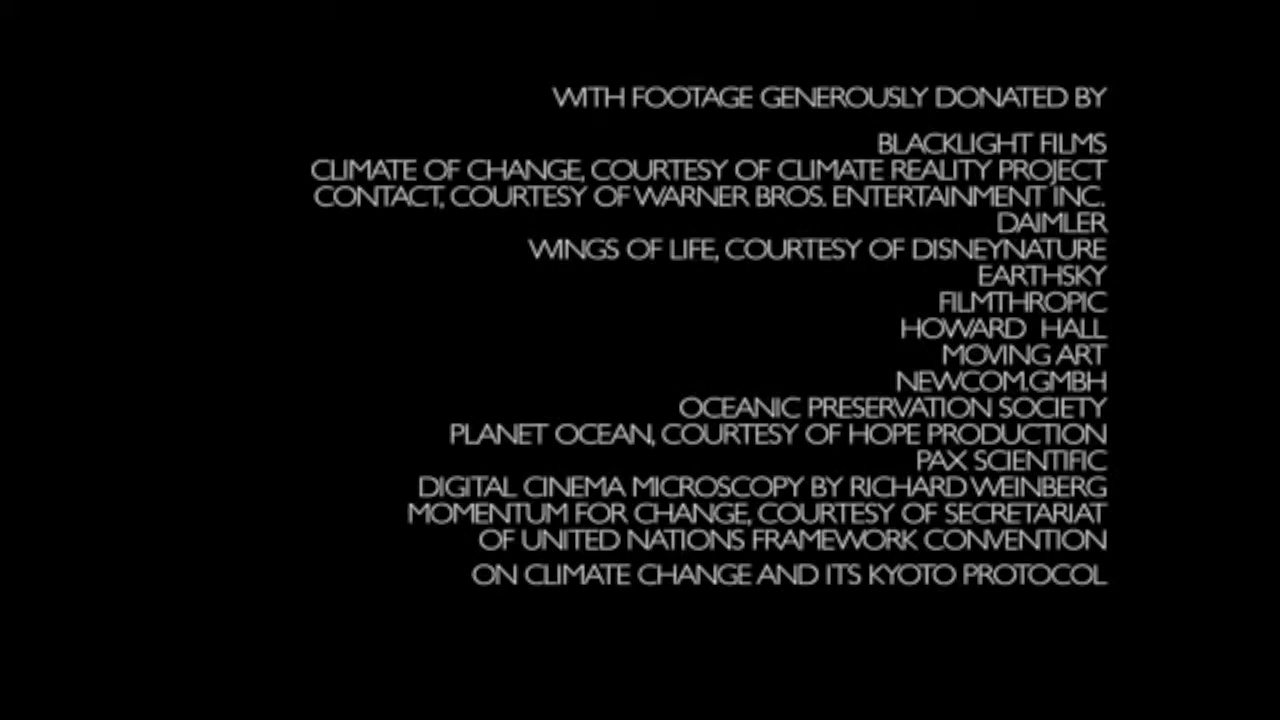 WITH FOOTAGE GENEROUSLY DONATED BY
BLACKLIGHT FILMS
CLIMATE OF CHANGE, COURTESY OF CLIMATE REALITY PROJECT
CONTACT, COURTESY OF WARNER BROS. ENTERTAINMENT INC.
DAIMLER
WINGS OF LIFE, COURTESY OF DISNEYNATURE
EARTHSKY
FILMTHROPIC
HOWARD HALL
MOVING ART
NEWCOM.GMBH
OCEANIC PRESERVATION SOCIETY
PLANET OCEAN, COURTESY OF HOPE PRODUCTION
PAX SCIENTIFIC
DIGITAL CINEMA MICROSCOPY BY RICHARD WEINBERG
MOMENTUM FOR CHANGE, COURTESY OF SECRETARIAT
OF UNITED NATIONS FRAMEWORK CONVENTION
ON CLIMATE CHANGE AND ITS KYOTO PROTOCOL